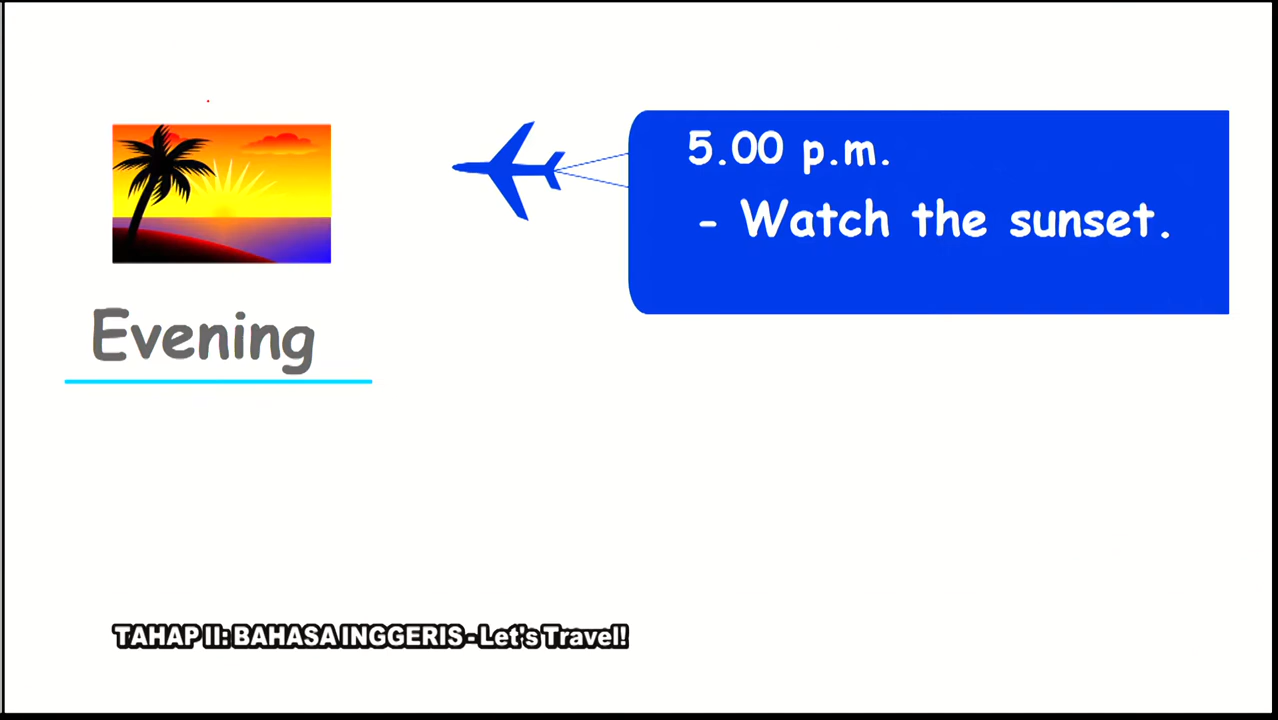 5.00 p.m.
- Watch the sunset.
Evening
TAHAP II: BAHASA INGGERIS - Let's Travel!